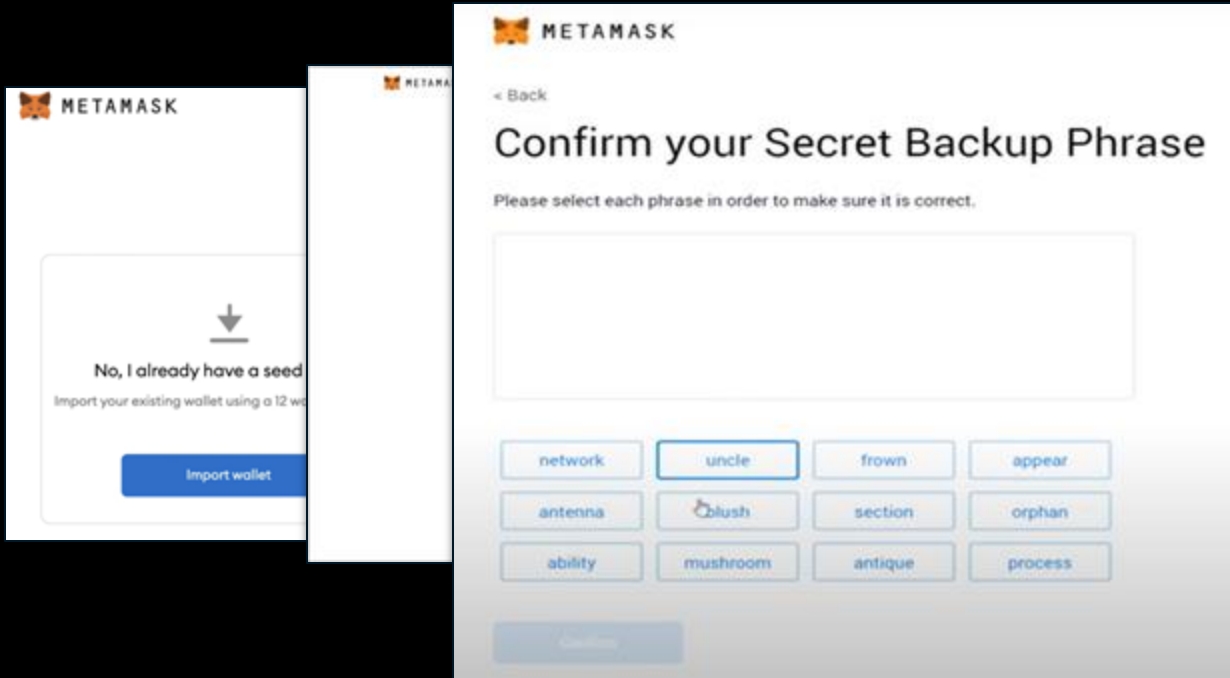 METAMASK
No, I already have a seed
Import your existing wallet using a 12 wo
Import wallet
METAMA
METAMASK
< Back
Confirm your Secret Backup Phrase
Please select each phrase in order to make sure it is correct.
network uncle frown appear
antenna blush section orphan
ability mushroom antique process
Confirm